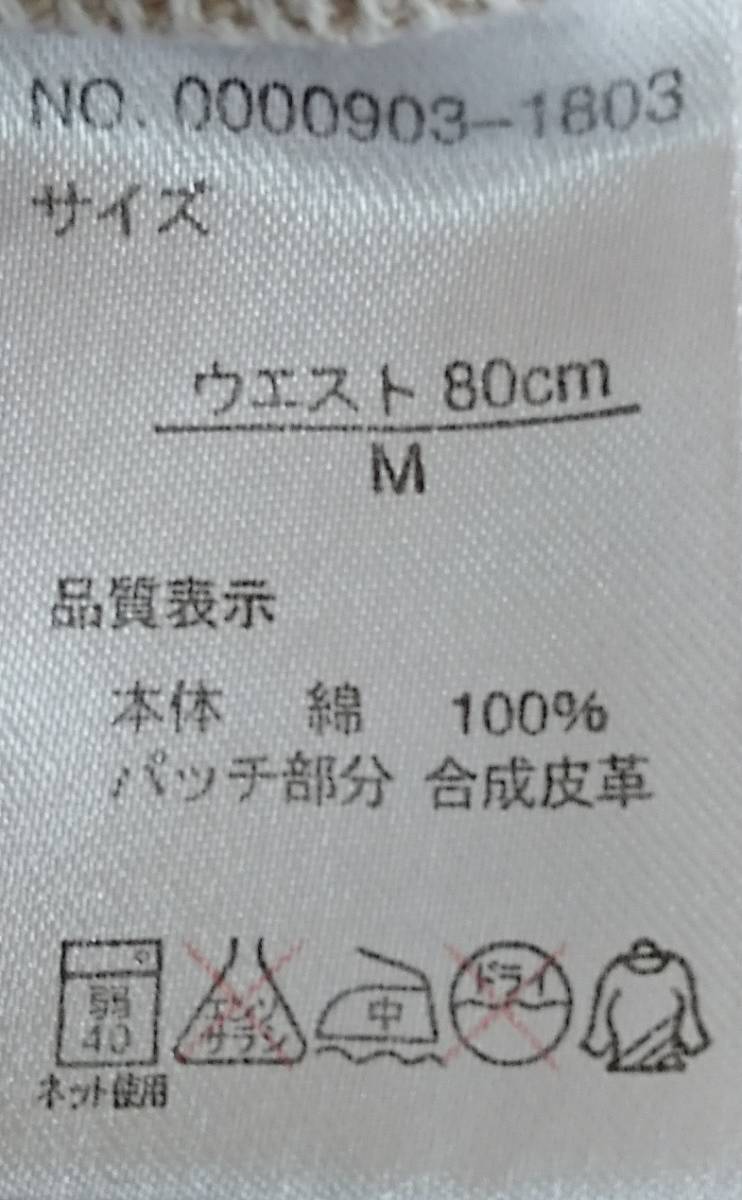 NO. 0000903-1803
サイズ
ウエスト 80cm
M
品質表示
本体 綿 100%
パッチ部分 合成皮革
弱
40
ネット使用
エンソ
サラシ
中
ドライ